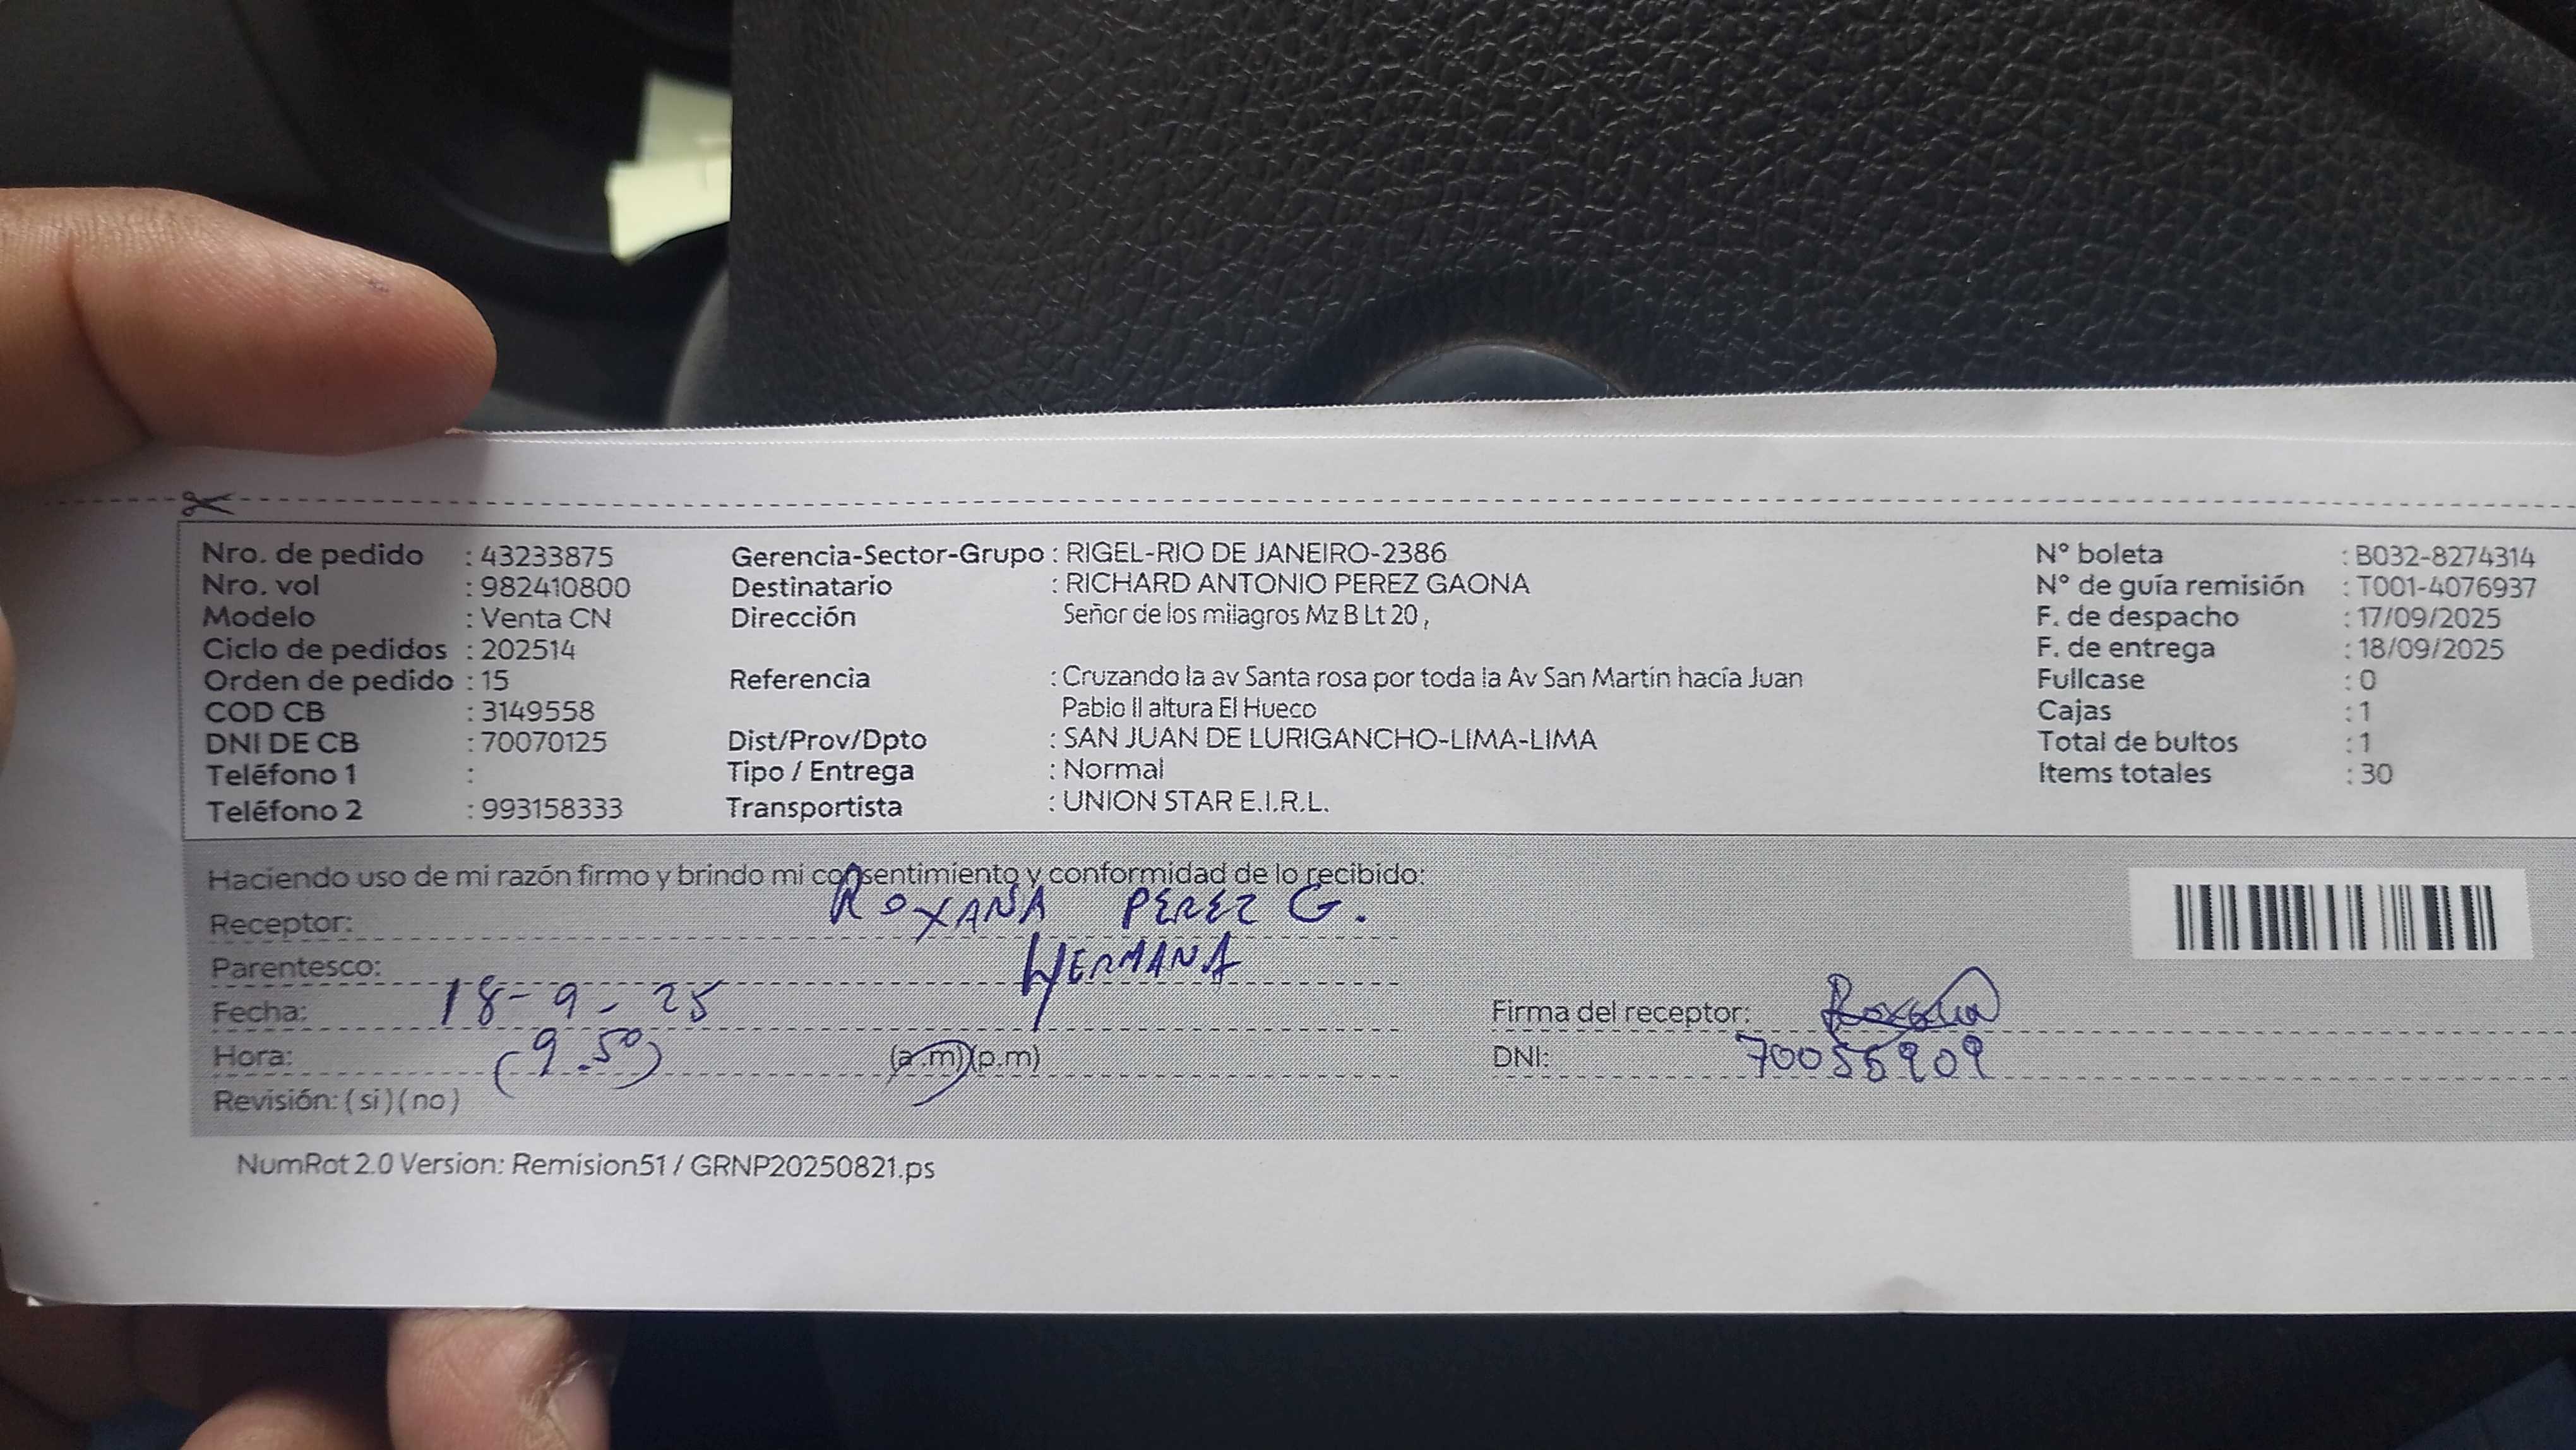 Nro. de pedido : 43233875
Nro. vol : 982410800
Modelo : Venta CN
Ciclo de pedidos : 202514
Orden de pedido : 15
COD CB : 3149558
DNI DE CB : 70070125
Teléfono 1 :
Teléfono 2 : 993158333
Gerencia-Sector-Grupo : RIGEL-RIO DE JANEIRO-2386
Destinatario : RICHARD ANTONIO PEREZ GAONA
Dirección Señor de los milagros Mz B Lt 20 ,
Referencia : Cruzando la av Santa rosa por toda la Av San Martin hacía Juan
Pablo II altura El Hueco
Dist/Prov/Dpto : SAN JUAN DE LURIGANCHO-LIMA-LIMA
Tipo / Entrega : Normal
Transportista : UNION STAR E.I.R.L.
N° boleta : B032-8274314
N° de guía remisión : T001-4076937
F. de despacho : 17/09/2025
F. de entrega : 18/09/2025
Fullcase : 0
Cajas : 1
Total de bultos : 1
Items totales : 30
Haciendo uso de mi razón firmo y brindo mi consentimiento y conformidad de lo recibido:
Receptor: ROXANA PEREZ G.
Parentesco: HERMANA
Fecha: 18-9-25
Hora: (9.50) (a.m)(p.m)
Revisión: ( si ) ( no )
Firma del receptor: Roxana
DNI: 70056909
NumRot 2.0 Version: Remision51 / GRNP20250821.ps